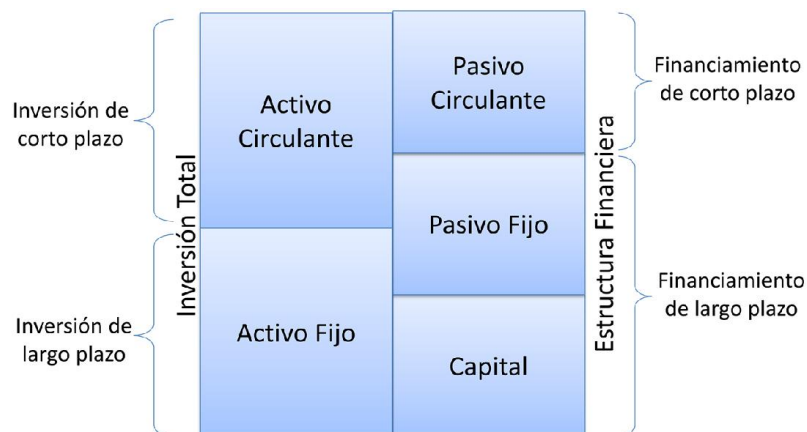 Inversión de
corto plazo
Inversión de
largo plazo
Inversión Total
Activo
Circulante
Activo Fijo
Pasivo
Circulante
Pasivo Fijo
Capital
Estructura Financiera
Financiamiento
de corto plazo
Financiamiento
de largo plazo